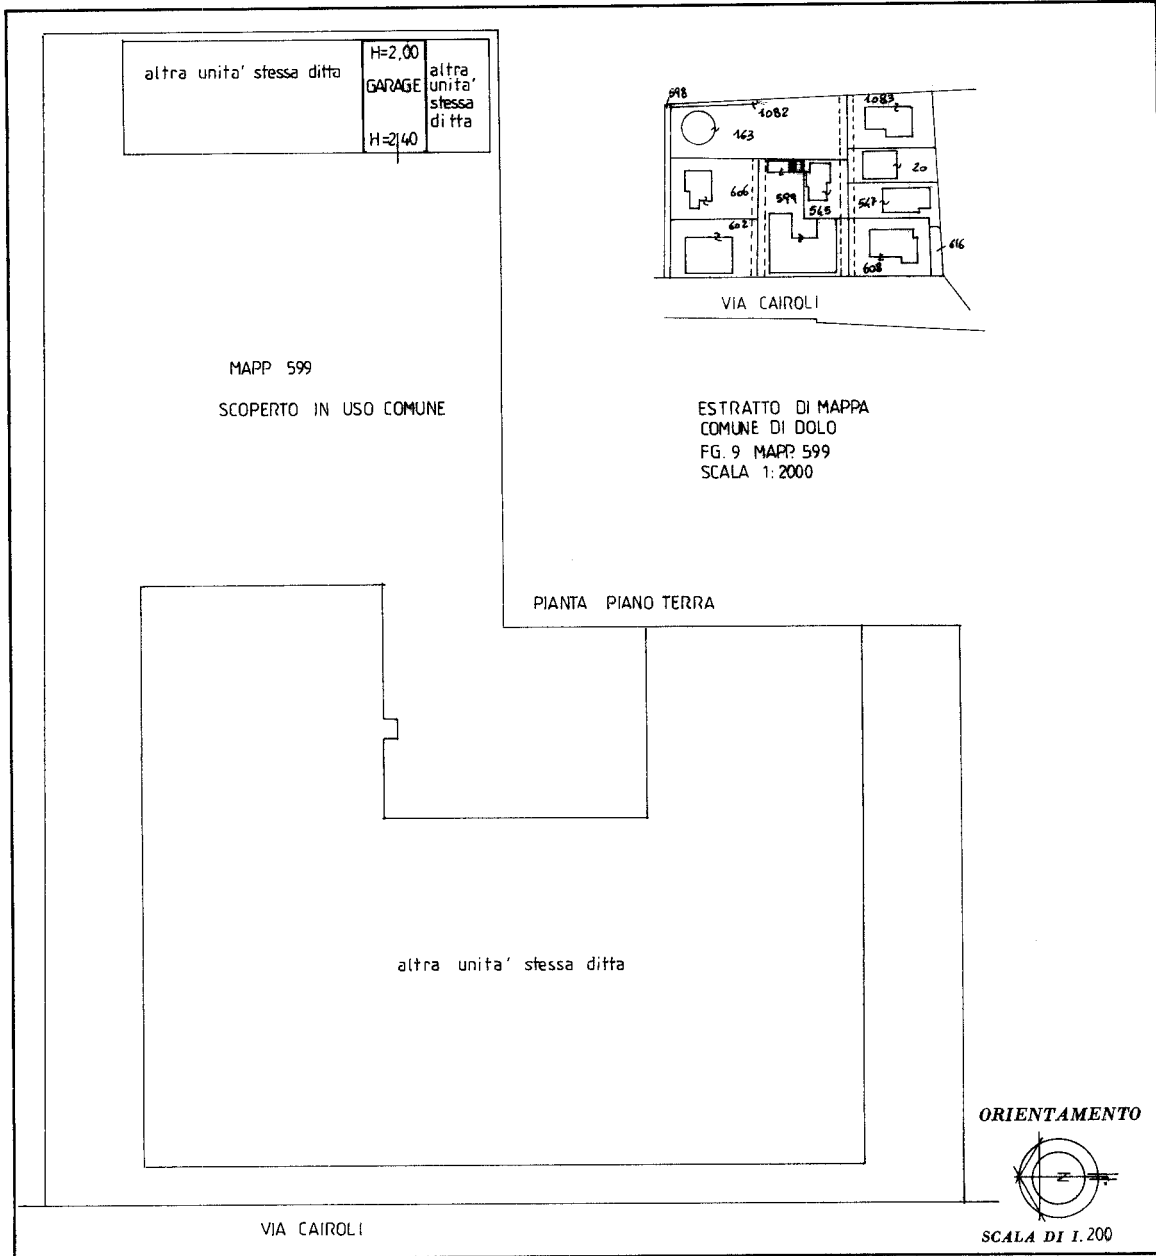 altra unita' stessa ditta
H=2,00
GARAGE
H=2,40
altra
unita'
stessa
ditta
598
1082
163
1083
20
606
599
565
567
602
608
616
VIA CAIROLI
MAPP 599
SCOPERTO IN USO COMUNE
ESTRATTO DI MAPPA
COMUNE DI DOLO
FG. 9 MAPP. 599
SCALA 1:2000
PIANTA PIANO TERRA
altra unita' stessa ditta
ORIENTAMENTO
N
SCALA DI 1.200
VIA CAIROLI